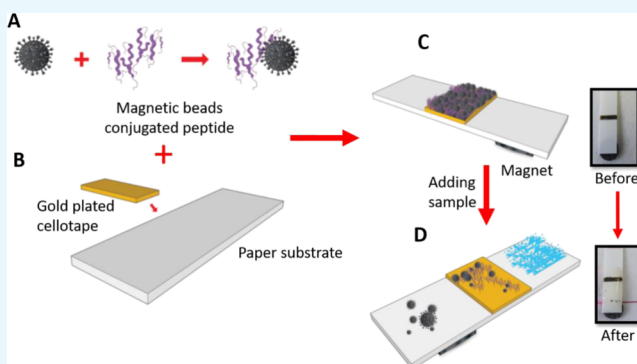 A
Magnetic beads
conjugated peptide
B
Gold plated
cellotape
Paper substrate
C
Magnet
Adding
sample
D
Before
After